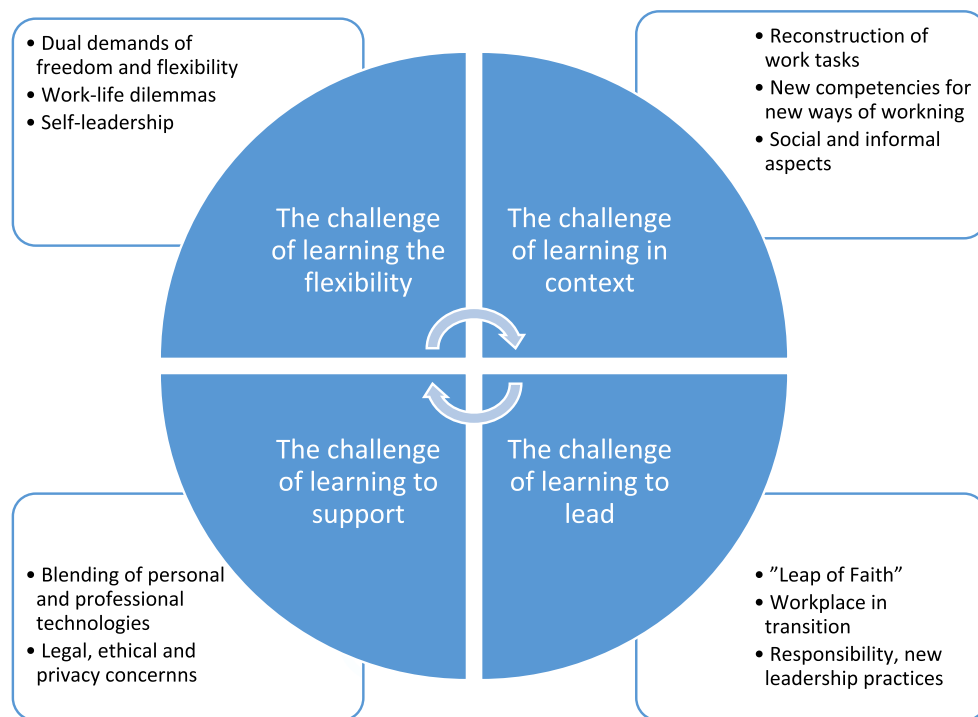 • Dual demands of
freedom and flexibility
• Work-life dilemmas
• Self-leadership
• Reconstruction of
work tasks
• New competencies for
new ways of workning
• Social and informal
aspects
The challenge
of learning the
flexibility
The challenge
of learning in
context
The challenge
of learning to
support
The challenge
of learning to
lead
• Blending of personal
and professional
technologies
• Legal, ethical and
privacy concernns
• ”Leap of Faith”
• Workplace in
transition
• Responsibility, new
leadership practices